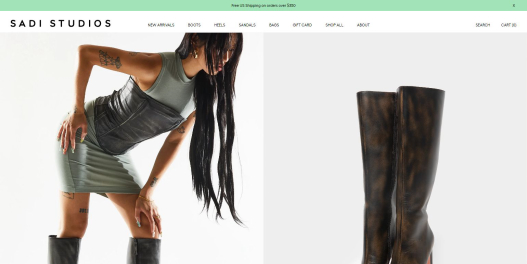 Free US Shipping on orders over $350
X
SADI STUDIOS
NEW ARRIVALS BOOTS HEELS SANDALS BAGS GIFT CARD SHOP ALL ABOUT
SEARCH CART (0)